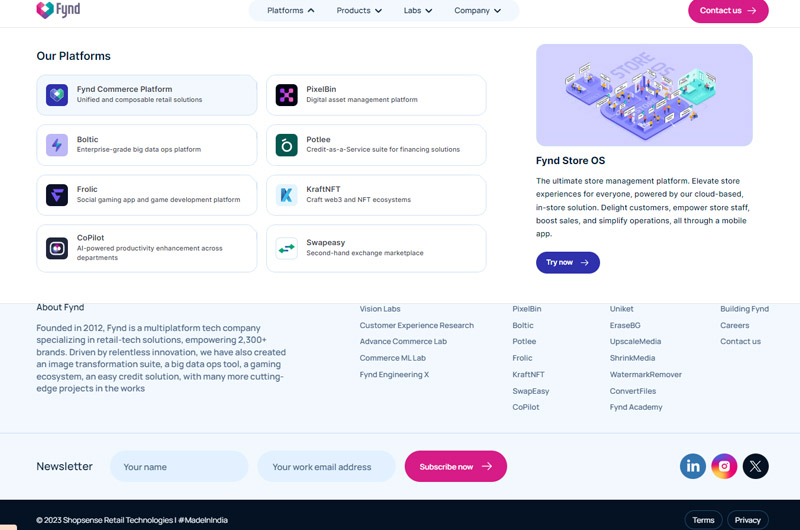 Fynd
Platforms
Products
Labs
Company
Contact us
Our Platforms
Fynd Commerce Platform
Unified and composable retail solutions
PixelBin
Digital asset management platform
Boltic
Enterprise-grade big data ops platform
Potlee
Credit-as-a-Service suite for financing solutions
Frolic
Social gaming app and game development platform
KraftNFT
Craft web3 and NFT ecosystems
CoPilot
AI-powered productivity enhancement across
departments
Swapeasy
Second-hand exchange marketplace
STORE
OS
Fynd Store OS
The ultimate store management platform. Elevate store
experiences for everyone, powered by our cloud-based,
in-store solution. Delight customers, empower store staff,
boost sales, and simplify operations, all through a mobile
app.
Try now
About Fynd
Founded in 2012, Fynd is a multiplatform tech company
specializing in retail-tech solutions, empowering 2,300+
brands. Driven by relentless innovation, we have also created
an image transformation suite, a big data ops tool, a gaming
ecosystem, an easy credit solution, with many more cutting-
edge projects in the works
Vision Labs
Customer Experience Research
Advance Commerce Lab
Commerce ML Lab
Fynd Engineering X
PixelBin
Boltic
Potlee
Frolic
KraftNFT
SwapEasy
CoPilot
Uniket
EraseBG
UpscaleMedia
ShrinkMedia
WatermarkRemover
ConvertFiles
Fynd Academy
Building Fynd
Careers
Contact us
Newsletter
Your name
Your work email address
Subscribe now
in
© 2023 Shopsense Retail Technologies I #MadeInIndia
Terms
Privacy